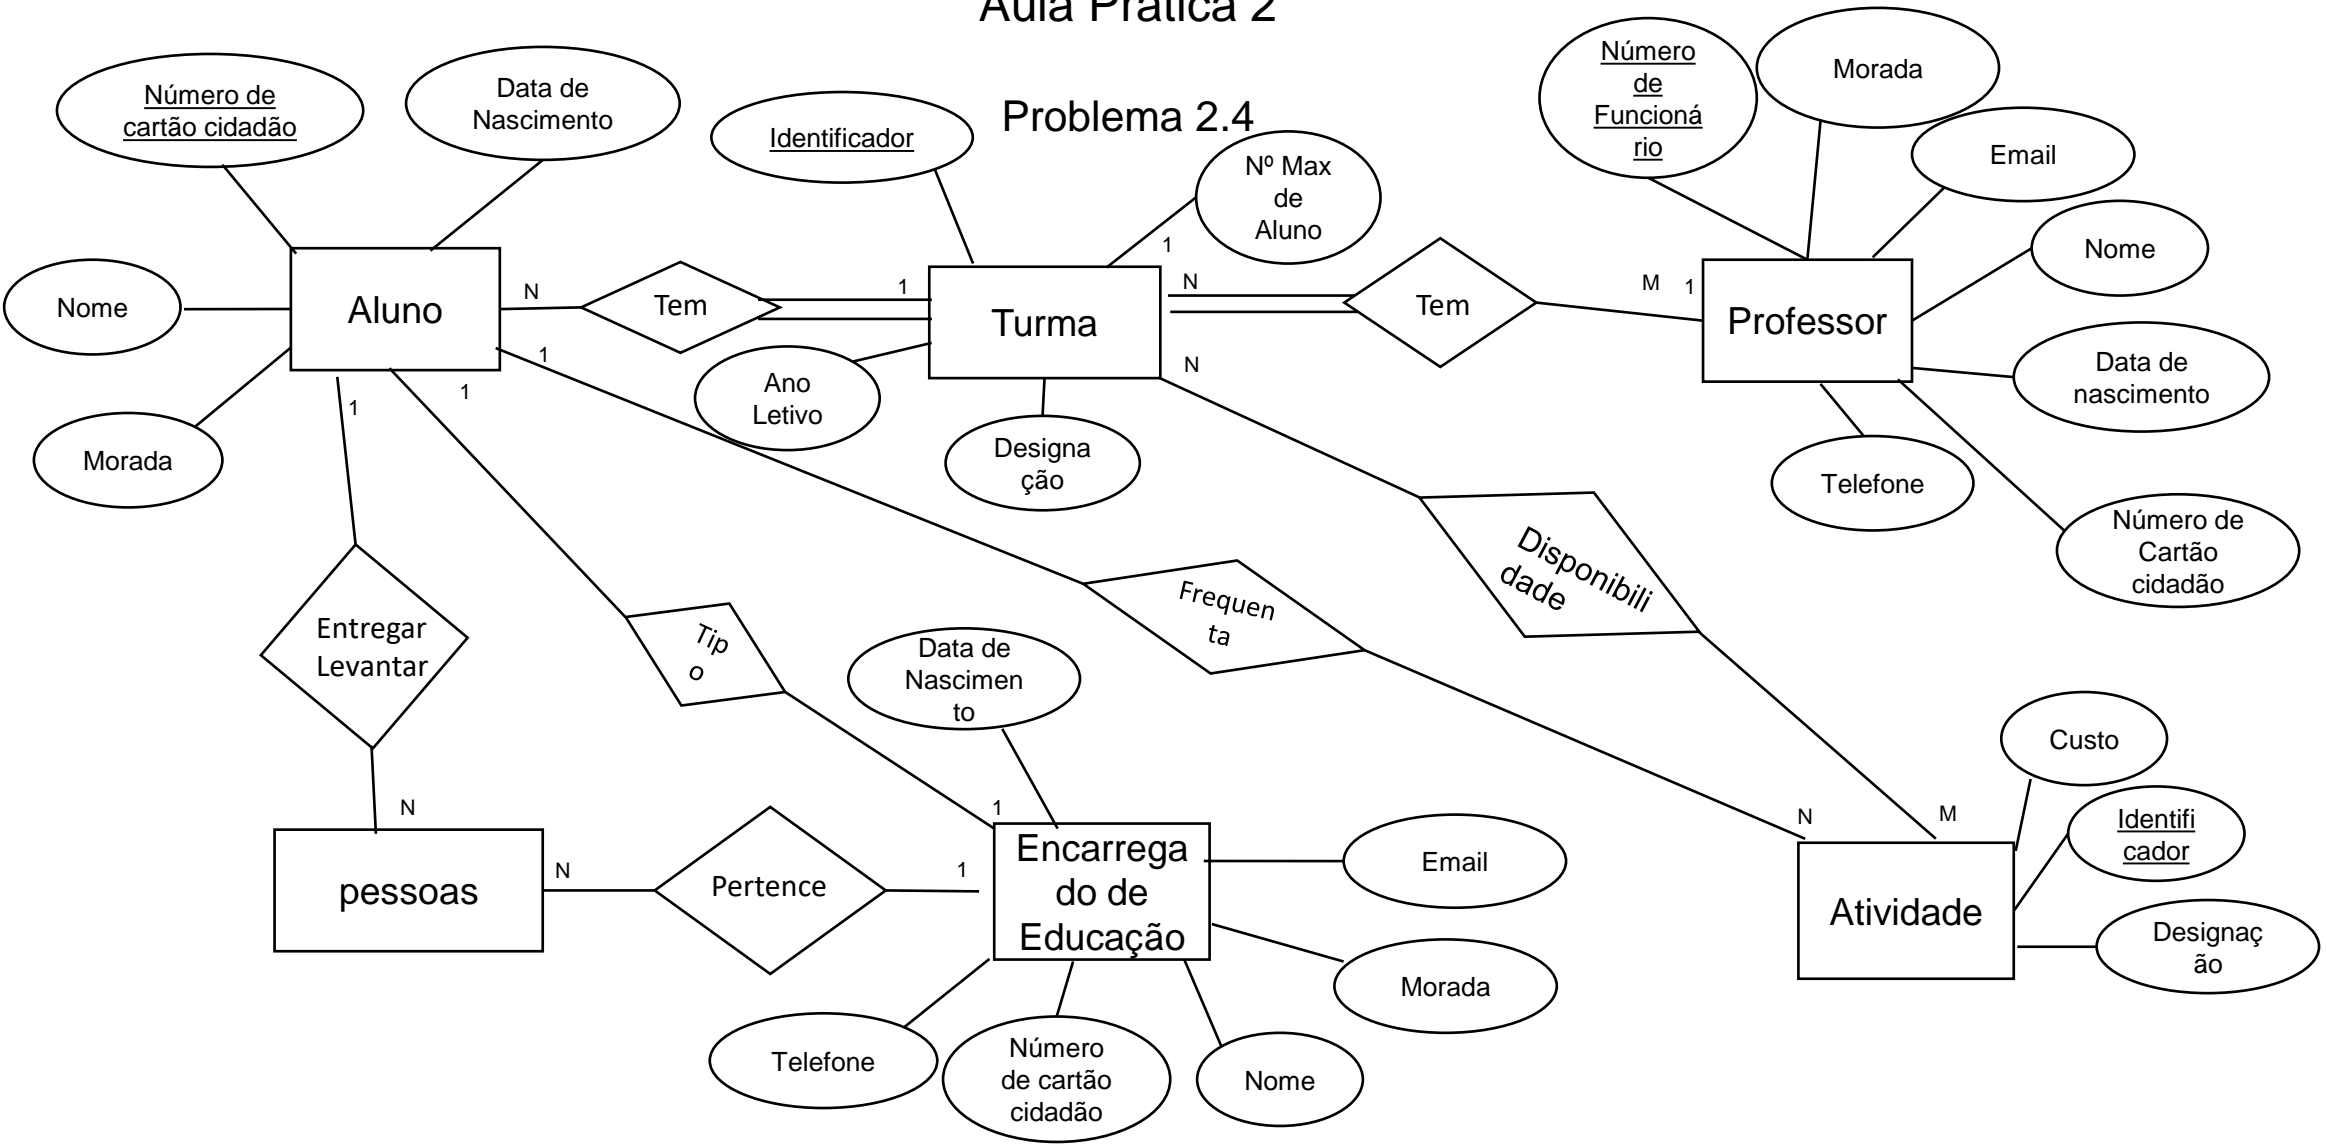 Aula Prática 2
Problema 2.4
Número de
cartão cidadão
Data de
Nascimento
Identificador
Nº Max
de
Aluno
Número
de
Funcioná
rio
Morada
Email
Nome
Nome
Aluno
N
Tem
1
Turma
1
N
Tem
M
1
Professor
Morada
1
1
1
Ano
Letivo
Designa
ção
N
Data de
nascimento
Telefone
Número de
Cartão
cidadão
Entregar
Levantar
Tip
o
Frequen
ta
Disponibili
dade
Data de
Nascimen
to
Custo
N
1
N
M
Identifi
cador
pessoas
N
Pertence
1
Encarrega
do de
Educação
Email
Atividade
Designaç
ão
Morada
Telefone
Número
de cartão
cidadão
Nome